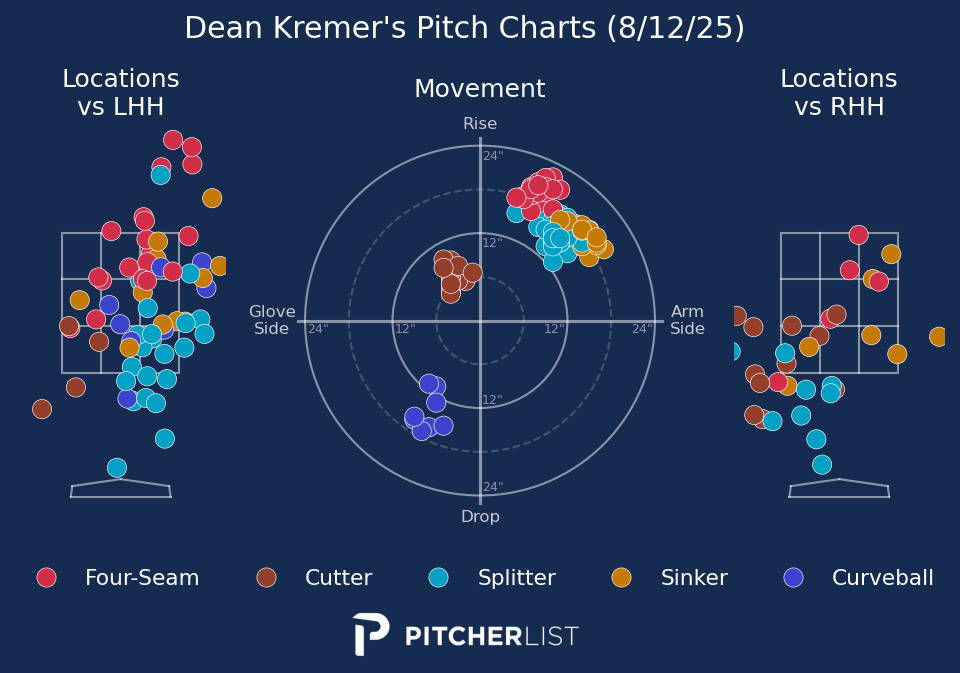 Dean Kremer's Pitch Charts (8/12/25)
Locations
vs LHH
Movement
Locations
vs RHH
Rise
24"
12"
Glove
Side
24"
12"
12"
24"
Arm
Side
12"
24"
Drop
Four-Seam
Cutter
Splitter
Sinker
Curveball
PITCHERLIST